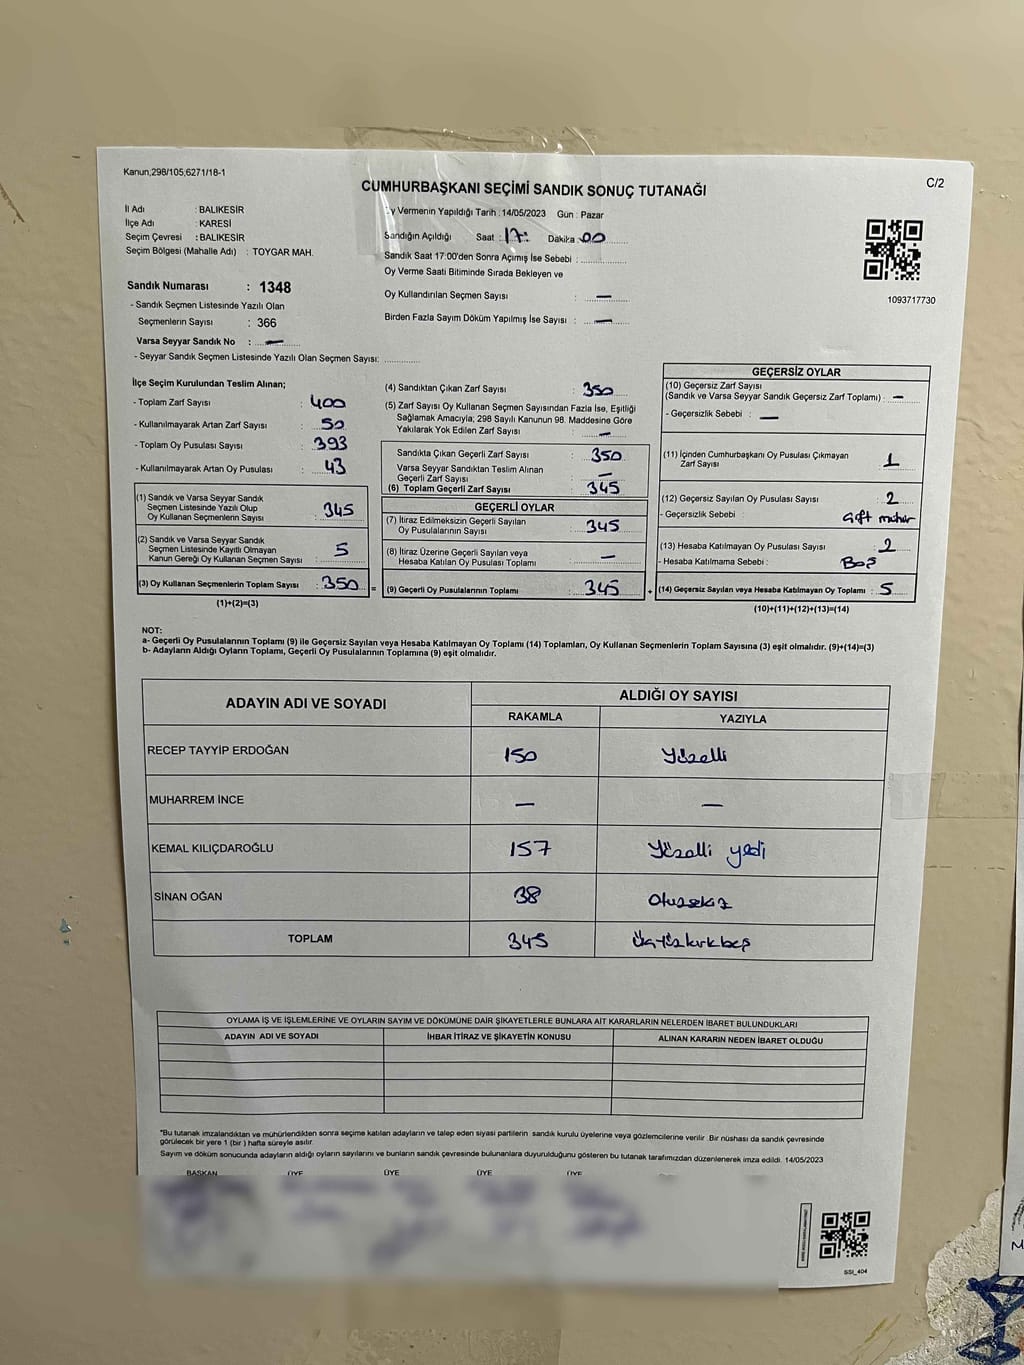 Kanun,298/105,6271/18-1
C/2
CUMHURBAŞKANI SEÇİMİ SANDIK SONUÇ TUTANAĞI
İl Adı : BALIKESİR
İlçe Adı : KARESİ
Seçim Çevresi : BALIKESİR
Seçim Bölgesi (Mahalle Adı) : TOYGAR MAH.
Sandık Numarası : 1348
- Sandık Seçmen Listesinde Yazılı Olan
Seçmenlerin Sayısı : 366
Varsa Seyyar Sandık No : —
- Seyyar Sandık Seçmen Listesinde Yazılı Olan Seçmen Sayısı: ............
Oy Vermenin Yapıldığı Tarih : 14/05/2023 Gün : Pazar
Sandığın Açıldığı Saat : 17: Dakika : 00
Sandık Saat 17:00'den Sonra Açımış İse Sebebi : ............
Oy Verme Saati Bitiminde Sırada Bekleyen ve
Oy Kullandırılan Seçmen Sayısı : —
Birden Fazla Sayım Döküm Yapılmış İse Sayısı : —
1093717730
İlçe Seçim Kurulundan Teslim Alınan;
- Toplam Zarf Sayısı : 400
- Kullanılmayarak Artan Zarf Sayısı : 50
- Toplam Oy Pusulası Sayısı : 393
- Kullanılmayarak Artan Oy Pusulası : 43
(1) Sandık ve Varsa Seyyar Sandık
Seçmen Listesinde Yazılı Olup
Oy Kullanan Seçmenlerin Sayısı : 345
(2) Sandık ve Varsa Seyyar Sandık
Seçmen Listesinde Kayıtlı Olmayan
Kanun Gereği Oy Kullanan Seçmen Sayısı : 5
(3) Oy Kullanan Seçmenlerin Toplam Sayısı : 350 =
(1)+(2)=(3)
(4) Sandıktan Çıkan Zarf Sayısı : 350
(5) Zarf Sayısı Oy Kullanan Seçmen Sayısından Fazla İse, Eşitliği
Sağlamak Amacıyla; 298 Sayılı Kanunun 98. Maddesine Göre
Yakılarak Yok Edilen Zarf Sayısı : —
Sandıkta Çıkan Geçerli Zarf Sayısı : 350
Varsa Seyyar Sandıktan Teslim Alınan
Geçerli Zarf Sayısı : —
(6) Toplam Geçerli Zarf Sayısı : 345
GEÇERLİ OYLAR
(7) İtiraz Edilmeksizin Geçerli Sayılan
Oy Pusulalarının Sayısı : 345
(8) İtiraz Üzerine Geçerli Sayılan veya
Hesaba Katılan Oy Pusulası Toplamı : —
(9) Geçerli Oy Pusulalarının Toplamı : 345 +
GEÇERSİZ OYLAR
(10) Geçersiz Zarf Sayısı
(Sandık ve Varsa Seyyar Sandık Geçersiz Zarf Toplamı) : —
- Geçersizlik Sebebi : —
(11) İçinden Cumhurbaşkanı Oy Pusulası Çıkmayan
Zarf Sayısı : 1
(12) Geçersiz Sayılan Oy Pusulası Sayısı : 2
- Geçersizlik Sebebi : Çift mühür
(13) Hesaba Katılmayan Oy Pusulası Sayısı : 2
- Hesaba Katılmama Sebebi : Boş
(14) Geçersiz Sayılan veya Hesaba Katılmayan Oy Toplamı : 5
(10)+(11)+(12)+(13)=(14)
NOT:
a- Geçerli Oy Pusulalarının Toplamı (9) ile Geçersiz Sayılan veya Hesaba Katılmayan Oy Toplamı (14) Toplamları, Oy Kullanan Seçmenlerin Toplam Sayısına (3) eşit olmalıdır. (9)+(14)=(3)
b- Adayların Aldığı Oyların Toplamı, Geçerli Oy Pusulalarının Toplamına (9) eşit olmalıdır.
ADAYIN ADI VE SOYADI ALDIĞI OY SAYISI
RAKAMLA YAZIYLA
RECEP TAYYİP ERDOĞAN 150 Yüzelli
MUHARREM İNCE — —
KEMAL KILIÇDAROĞLU 157 Yüzelli yedi
SİNAN OĞAN 38 Otuzsekiz
TOPLAM 345 Üçyüzkırkbeş
OYLAMA İŞ VE İŞLEMLERİNE VE OYLARIN SAYIM VE DÖKÜMÜNE DAİR ŞİKAYETLERLE BUNLARA AİT KARARLARIN NELERDEN İBARET BULUNDUKLARI
ADAYIN ADI VE SOYADI İHBAR İTİRAZ VE ŞİKAYETİN KONUSU ALINAN KARARIN NEDEN İBARET OLDUĞU
*Bu tutanak imzalandıktan ve mühürlendikten sonra seçime katılan adayların ve talep eden siyasi partilerin sandık kurulu üyelerine veya gözlemcilerine verilir. Bir nüshası da sandık çevresinde
görülecek bir yere 1 (bir ) hafta süreyle asılır.
Sayım ve döküm sonucunda adayların aldığı oyların sayılarını ve bunların sandık çevresinde bulunanlara duyurulduğunu gösteren bu tutanak tarafımızdan düzenlenerek imza edildi. 14/05/2023
BAŞKAN ÜYE ÜYE ÜYE ÜYE
SSI_404